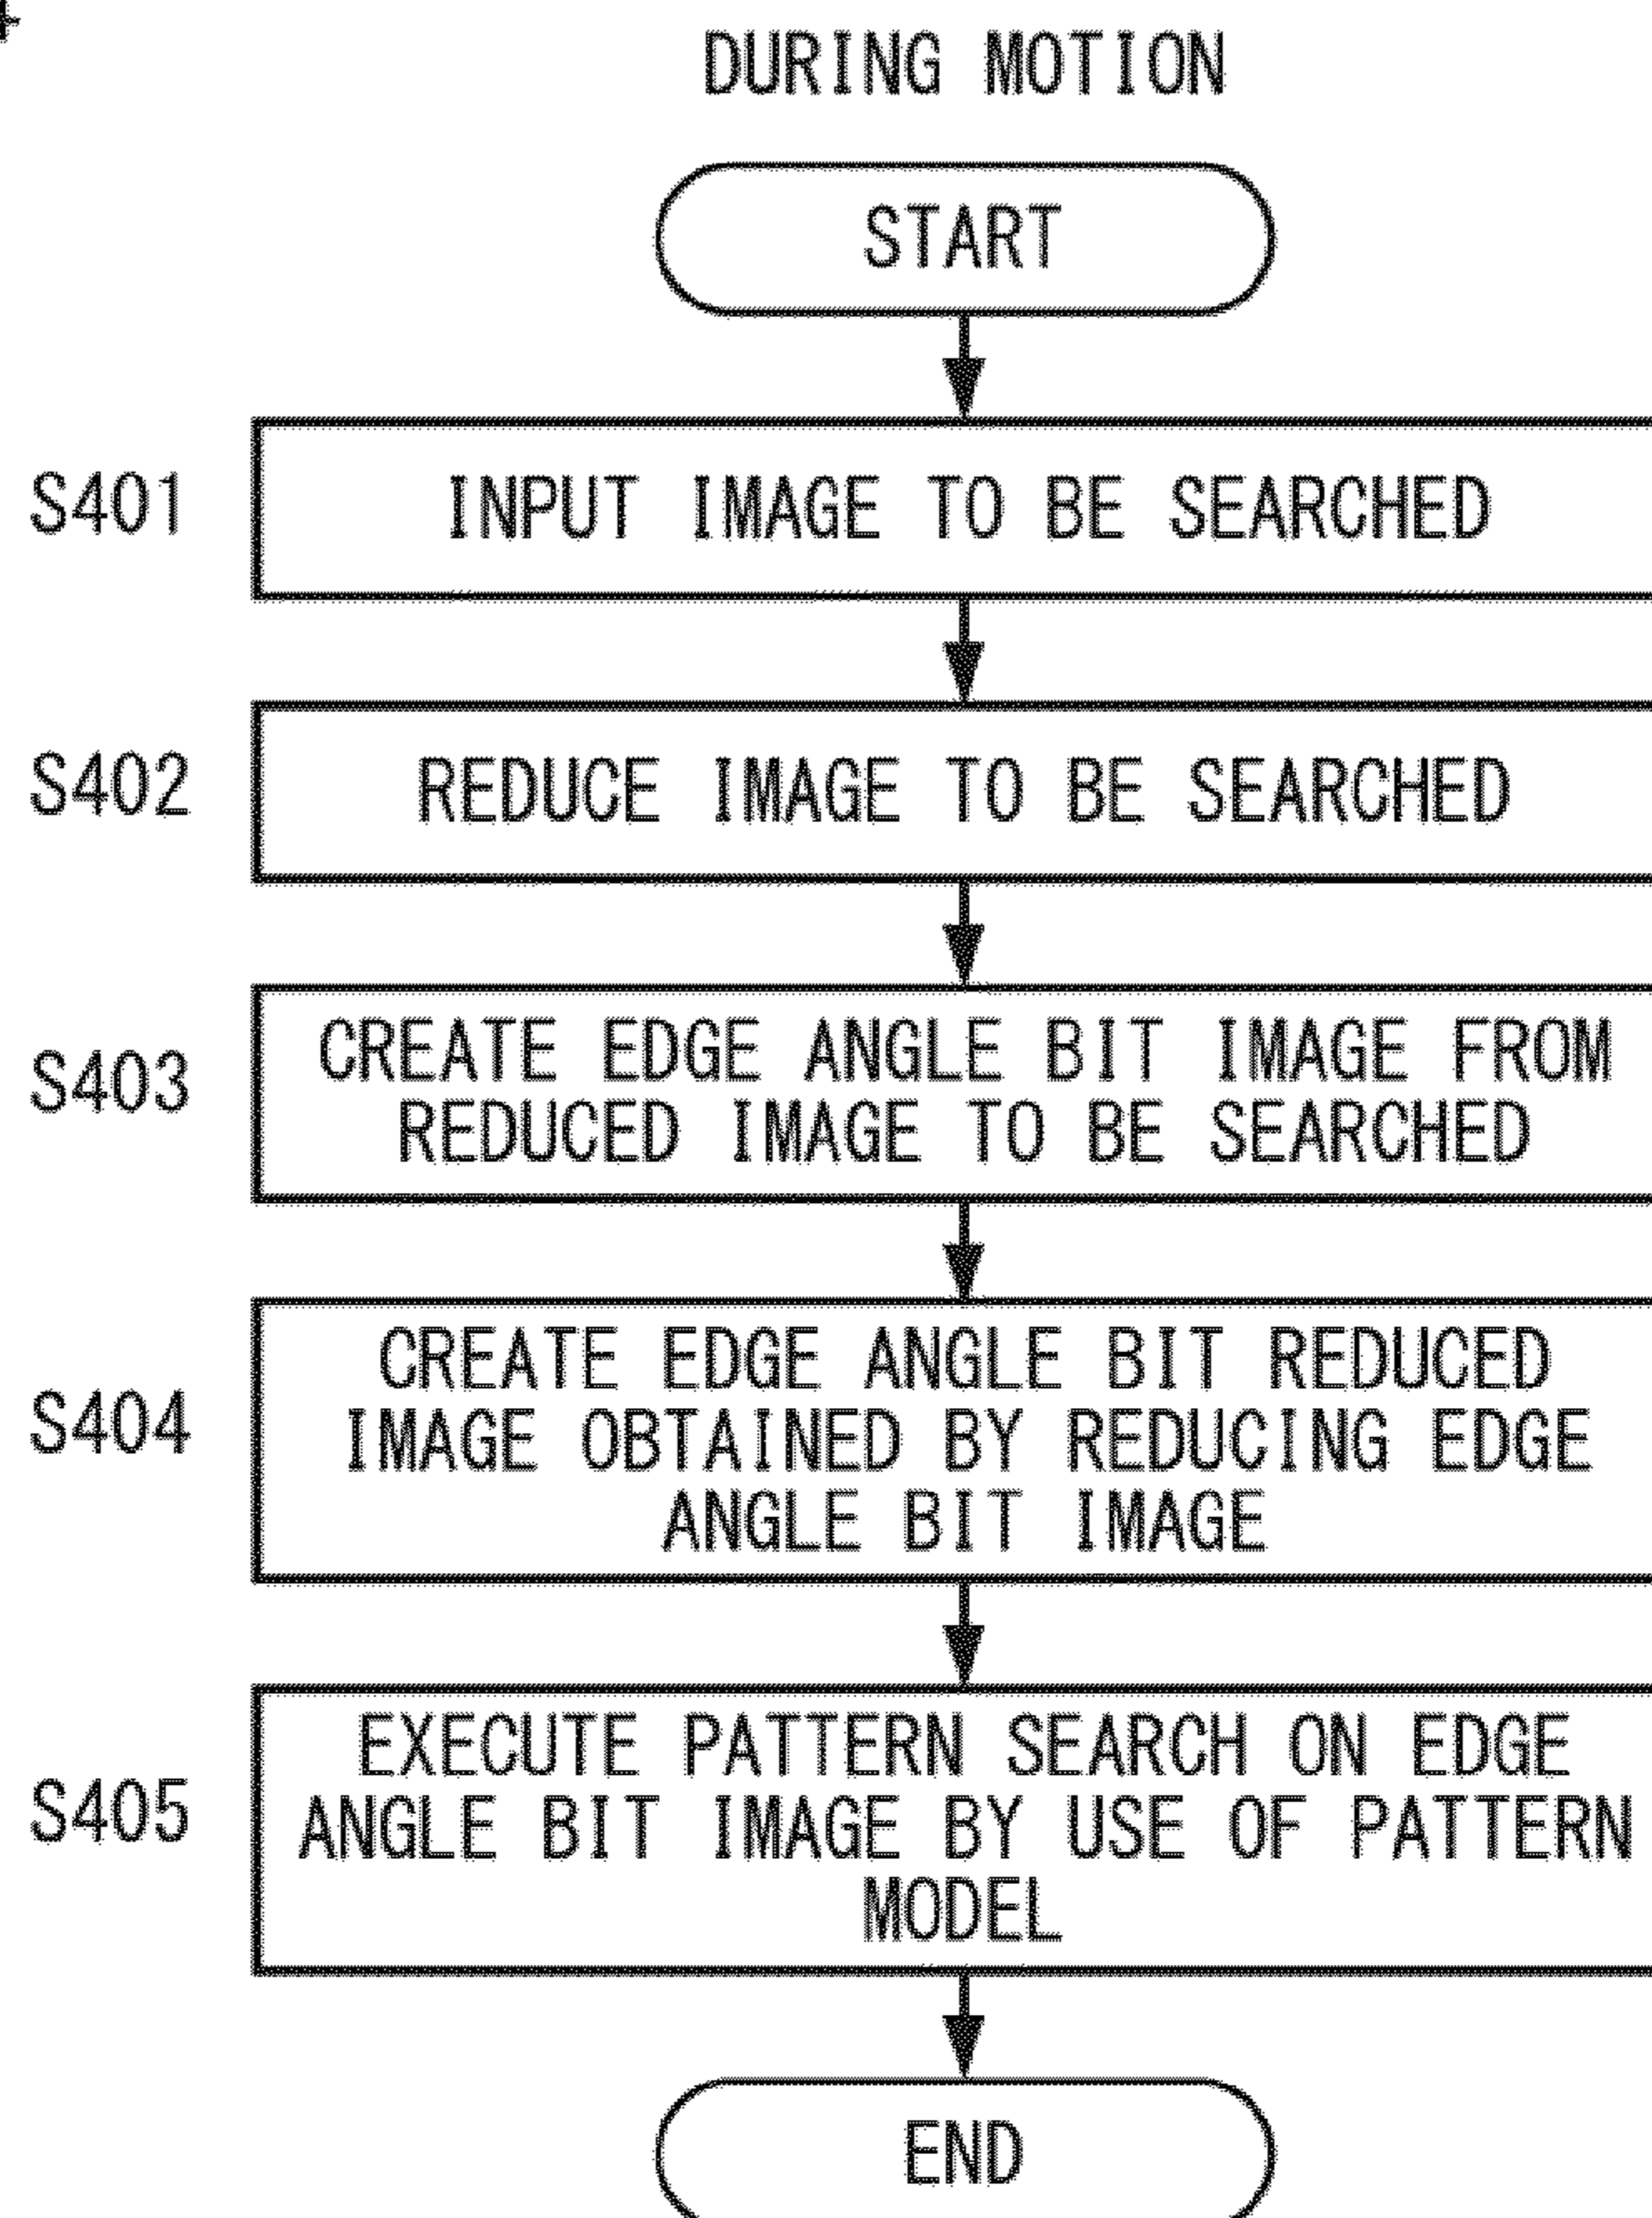 DURING MOTION
START
S401
INPUT IMAGE TO BE SEARCHED
S402
REDUCE IMAGE TO BE SEARCHED
S403
CREATE EDGE ANGLE BIT IMAGE FROM
REDUCED IMAGE TO BE SEARCHED
S404
CREATE EDGE ANGLE BIT REDUCED
IMAGE OBTAINED BY REDUCING EDGE
ANGLE BIT IMAGE
S405
EXECUTE PATTERN SEARCH ON EDGE
ANGLE BIT IMAGE BY USE OF PATTERN
MODEL
END